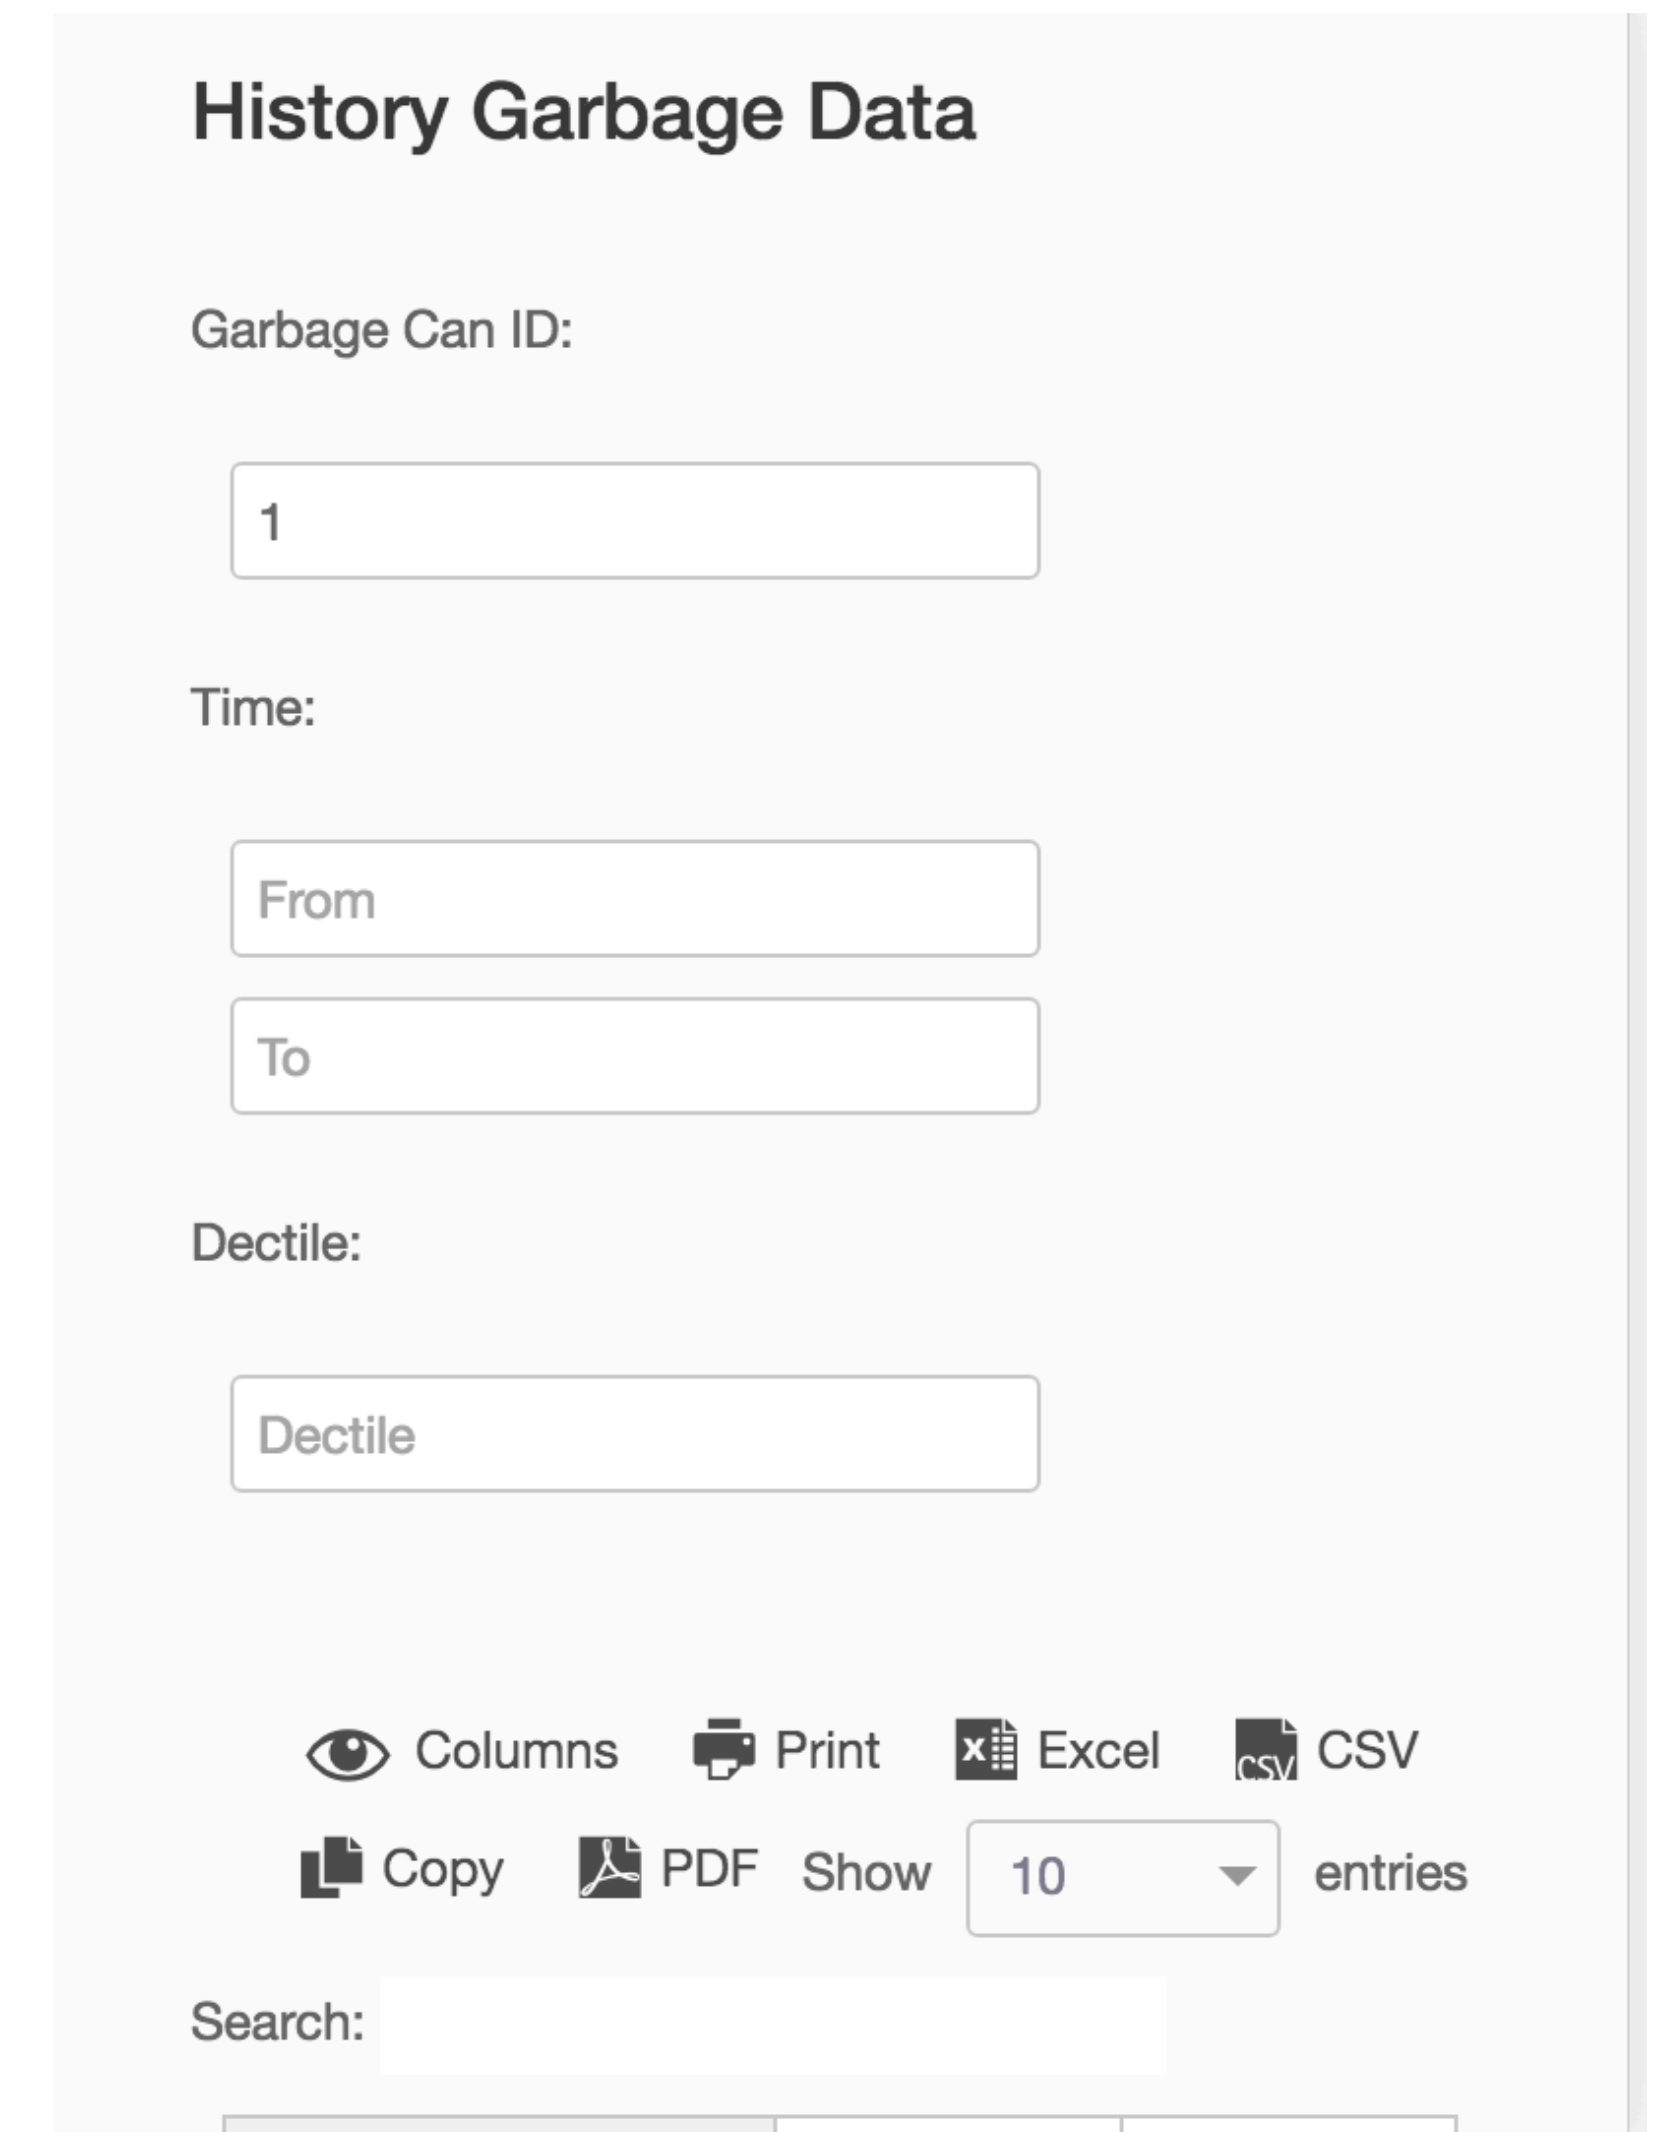 History Garbage Data
Garbage Can ID:
1
Time:
From
To
Dectile:
Dectile
Columns Print Excel CSV CSV
Copy PDF Show 10 entries
Search: